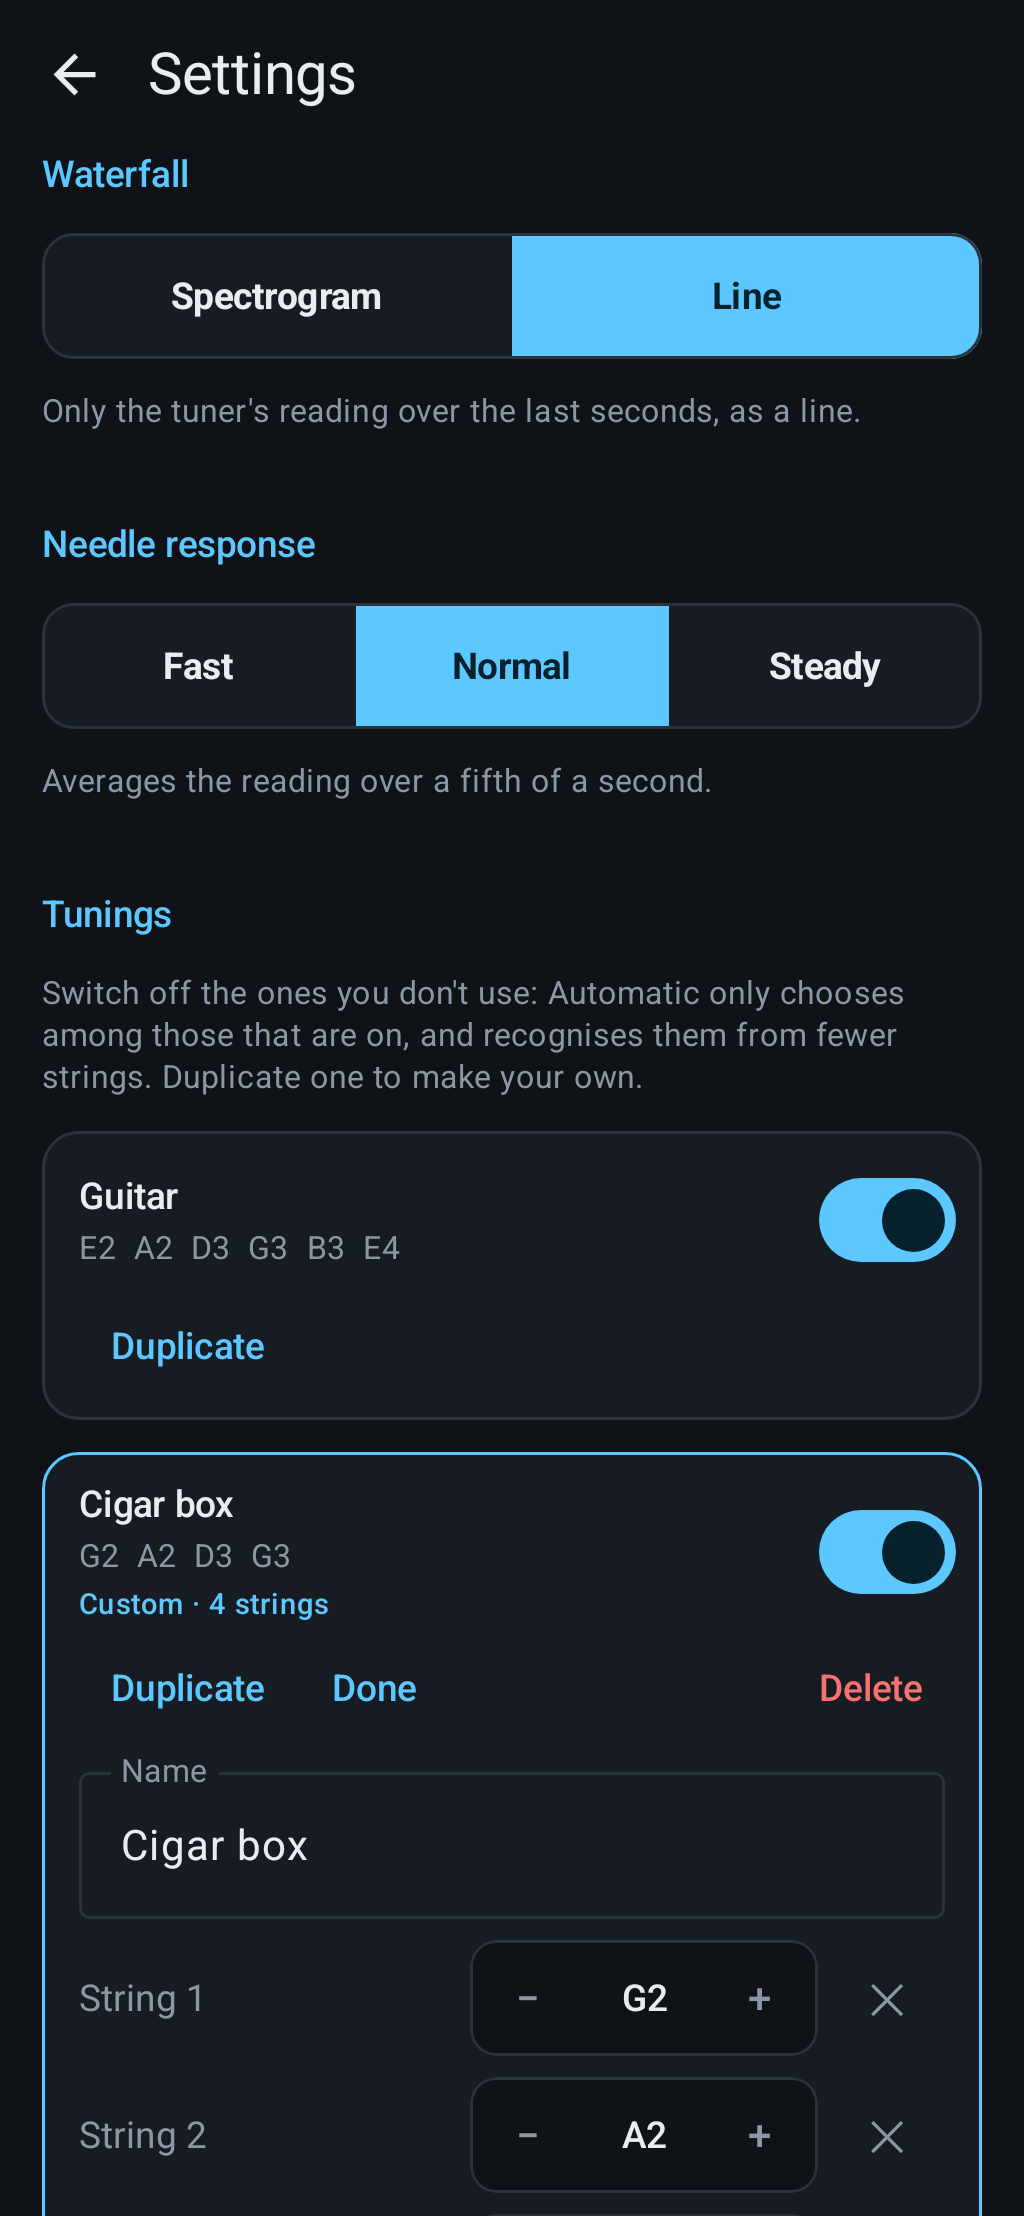 Settings
Waterfall
Spectrogram
Line
Only the tuner's reading over the last seconds, as a line.
Needle response
Fast
Normal
Steady
Averages the reading over a fifth of a second.
Tunings
Switch off the ones you don't use: Automatic only chooses
among those that are on, and recognises them from fewer
strings. Duplicate one to make your own.
Guitar
E2 A2 D3 G3 B3 E4
Duplicate
Cigar box
G2 A2 D3 G3
Custom · 4 strings
Duplicate
Done
Delete
Name
Cigar box
String 1
− G2 +
String 2
− A2 +